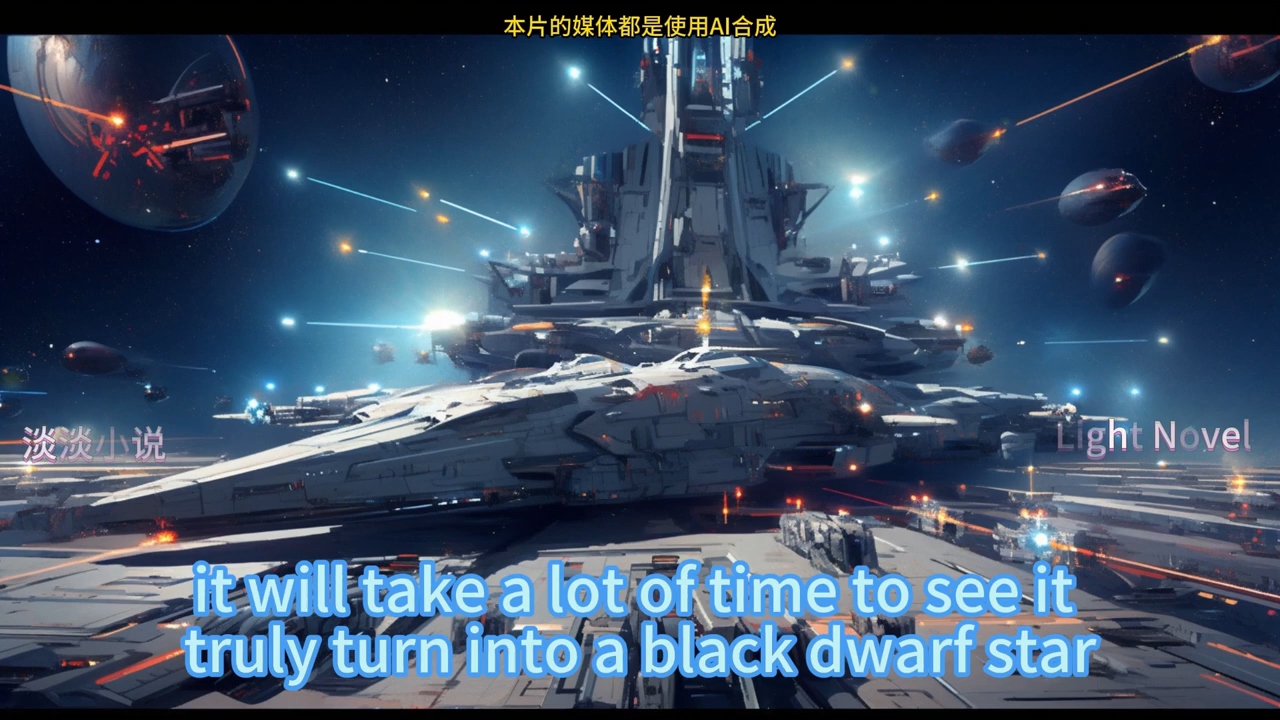 本片的媒体都是使用AI合成
淡淡小说
Light Novel
it will take a lot of time to see it
truly turn into a black dwarf star